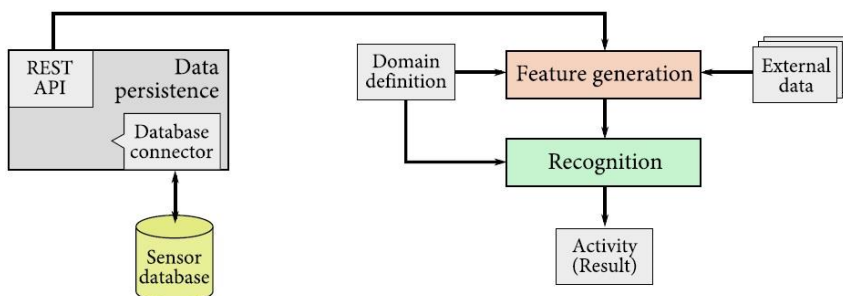 REST
API
Data
persistence
Database
connector
Sensor
database
Domain
definition
Feature generation
External
data
Recognition
Activity
(Result)